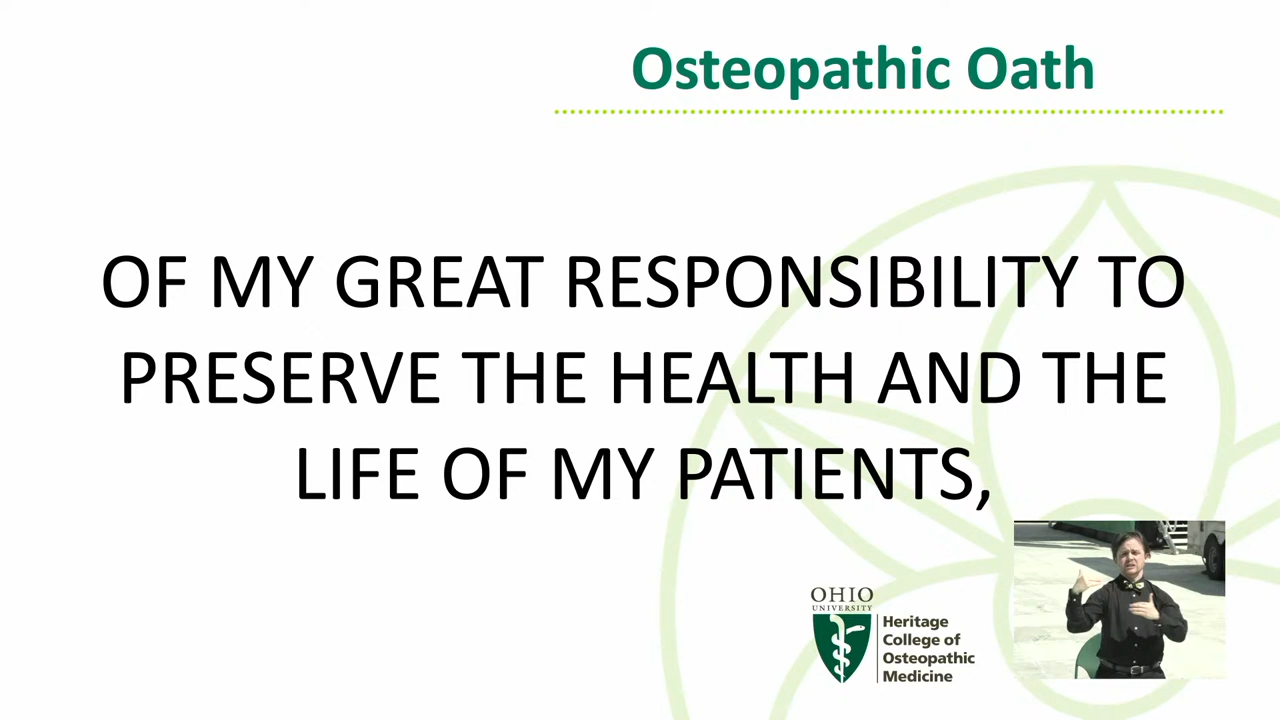 Osteopathic Oath
OF MY GREAT RESPONSIBILITY TO
PRESERVE THE HEALTH AND THE
LIFE OF MY PATIENTS,
OHIO
UNIVERSITY
Heritage
College of
Osteopathic
Medicine